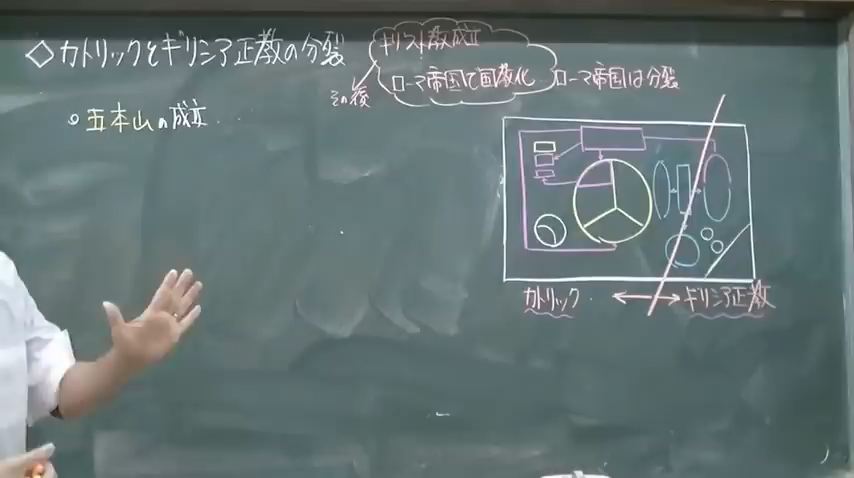 ◇カトリックとギリシア正教の分裂
キリスト教成立
ローマ帝国で国教化
その後
ローマ帝国は分裂
五本山の成立
カトリック
ギリシア正教